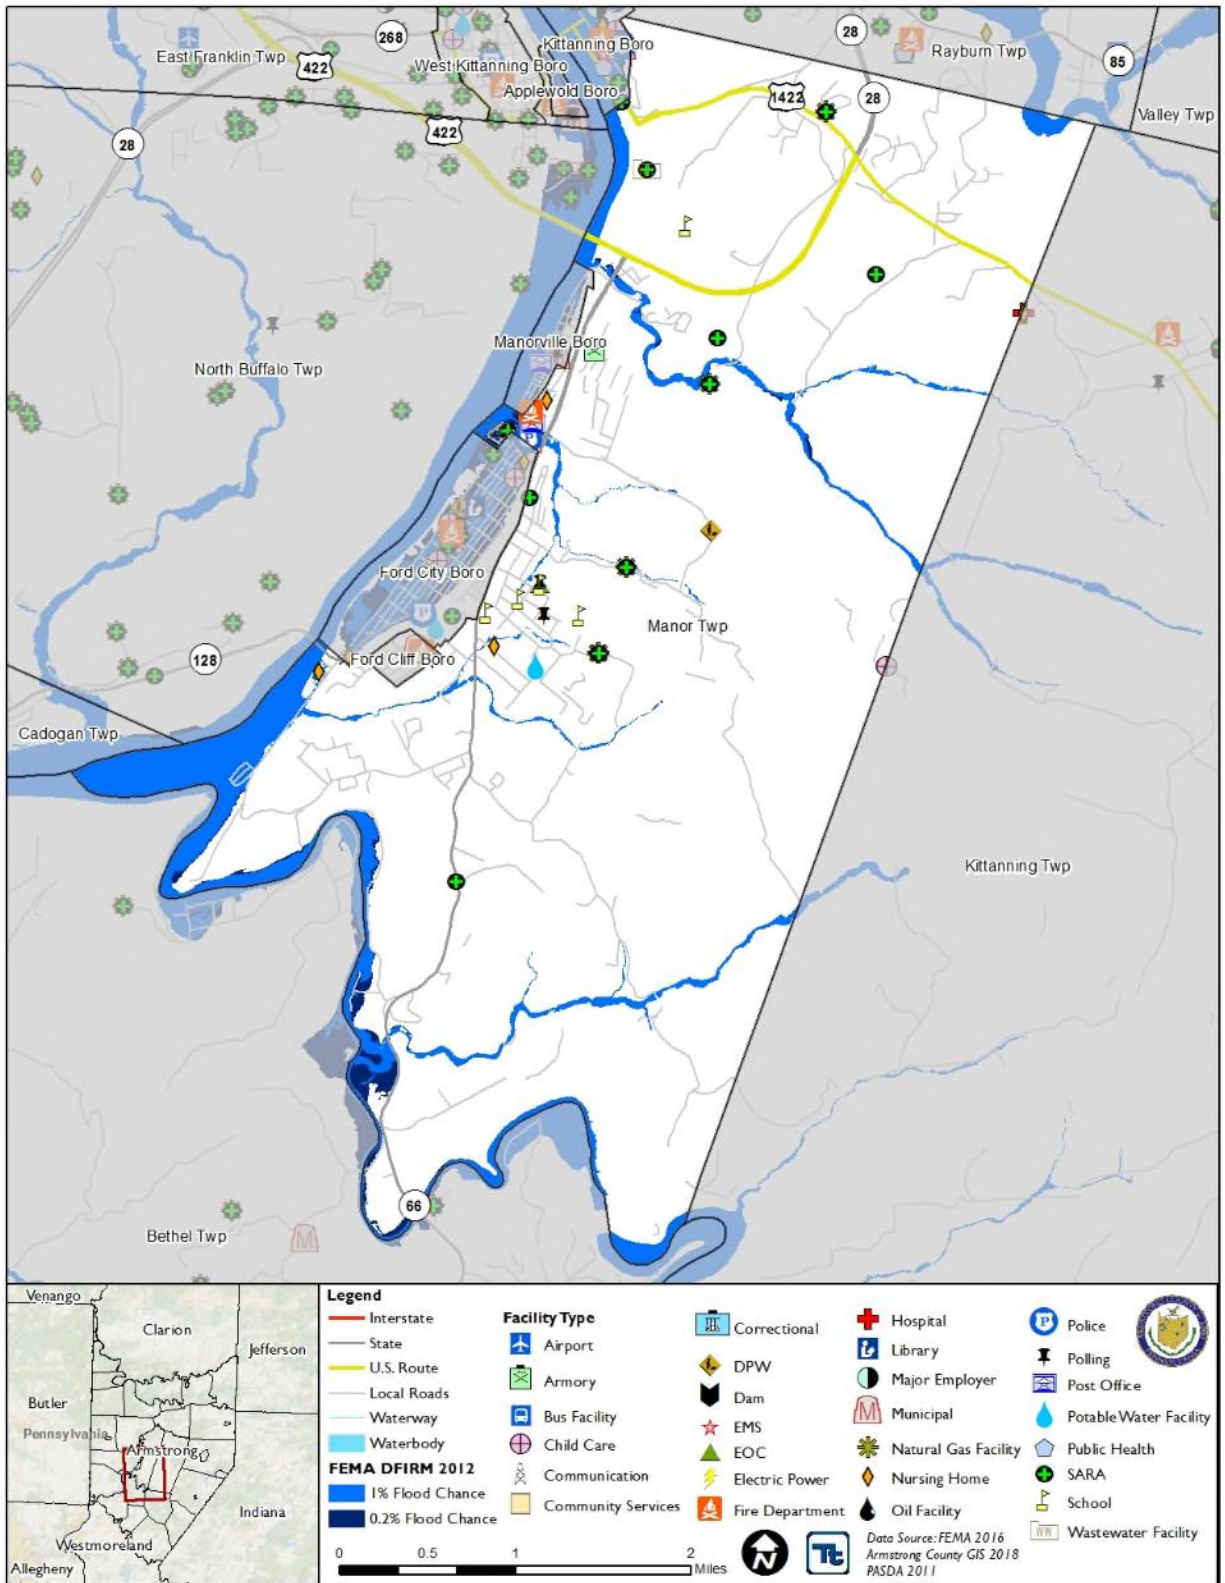 Kittanning Boro
268
28
East Franklin Twp
422
West Kittanning Boro
Rayburn Twp
85
Applewold Boro
1422
28
Valley Twp
422
28
Manorville Boro
North Buffalo Twp
P
Ford City Boro
P
Manor Twp
128
Ford Cliff Boro
Cadogan Twp
Kittanning Twp
66
Bethel Twp
M
Venango
Clarion
Jefferson
Butler
Pennsylvania
Armstrong
Indiana
Westmoreland
Allegheny
Legend
Interstate
State
U.S. Route
Local Roads
Waterway
Waterbody
FEMA DFIRM 2012
1% Flood Chance
0.2% Flood Chance
Facility Type
Airport
Armory
Bus Facility
Child Care
Communication
Community Services
Correctional
DPW
Dam
EMS
EOC
Electric Power
Fire Department
Hospital
Library
Major Employer
M Municipal
Natural Gas Facility
Nursing Home
Oil Facility
P Police
Polling
Post Office
Potable Water Facility
Public Health
SARA
School
WW Wastewater Facility
0 0.5 1 2
Miles
N
Tt
Data Source: FEMA 2016
Armstrong County GIS 2018
PASDA 2011